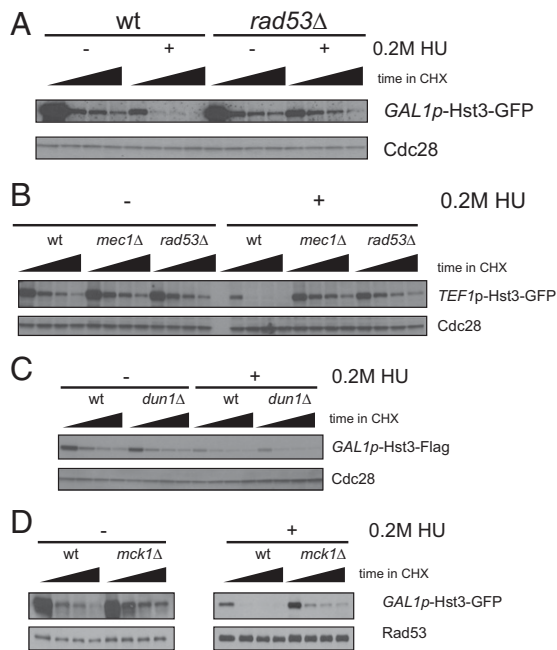 A
wt rad53Δ
- + - + 0.2M HU
time in CHX
GAL1p-Hst3-GFP
Cdc28
B
- + 0.2M HU
wt mec1Δ rad53Δ wt mec1Δ rad53Δ
time in CHX
TEF1p-Hst3-GFP
Cdc28
C
- + 0.2M HU
wt dun1Δ wt dun1Δ
time in CHX
GAL1p-Hst3-Flag
Cdc28
D
- + 0.2M HU
wt mck1Δ wt mck1Δ
time in CHX
GAL1p-Hst3-GFP
Rad53